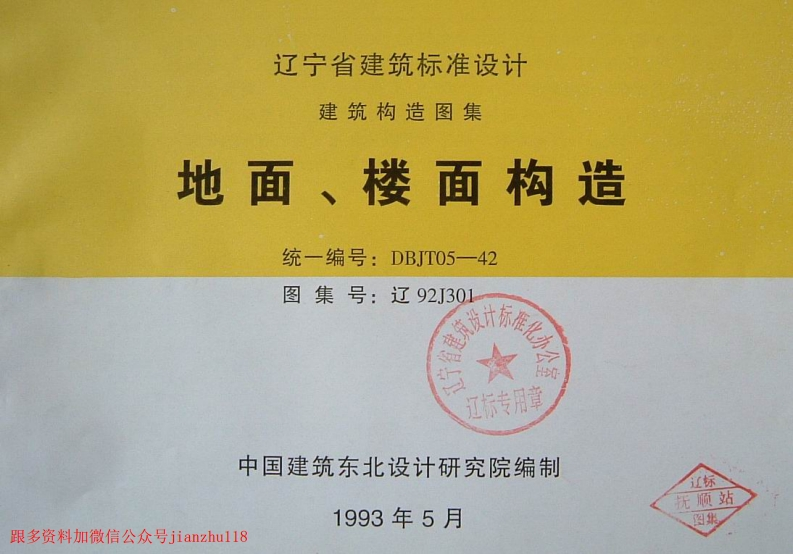 辽宁省建筑标准设计
建筑构造图集
地面、楼面构造
统一编号：DBJT05—42
图集号：辽92J301
辽宁省建筑设计标准化办公室
辽标专用章
中国建筑东北设计研究院编制
1993年5月
辽标
抚顺站
图集
跟多资料加微信公众号jianzhu118